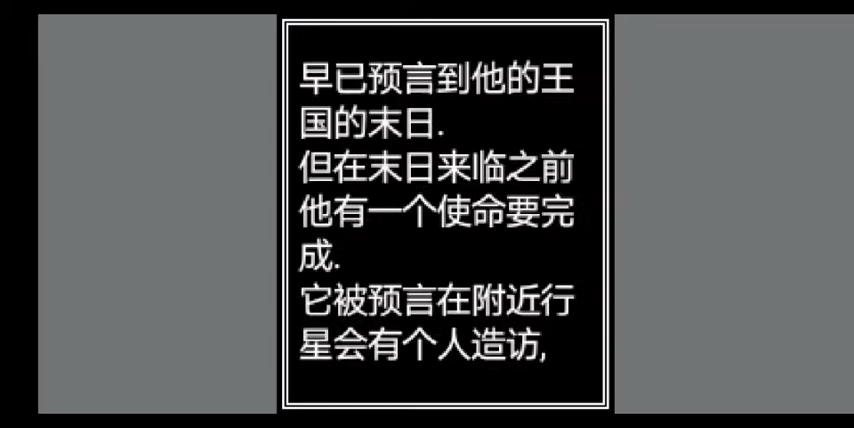 早已预言到他的王
国的末日.
但在末日来临之前
他有一个使命要完
成.
它被预言在附近行
星会有个人造访,